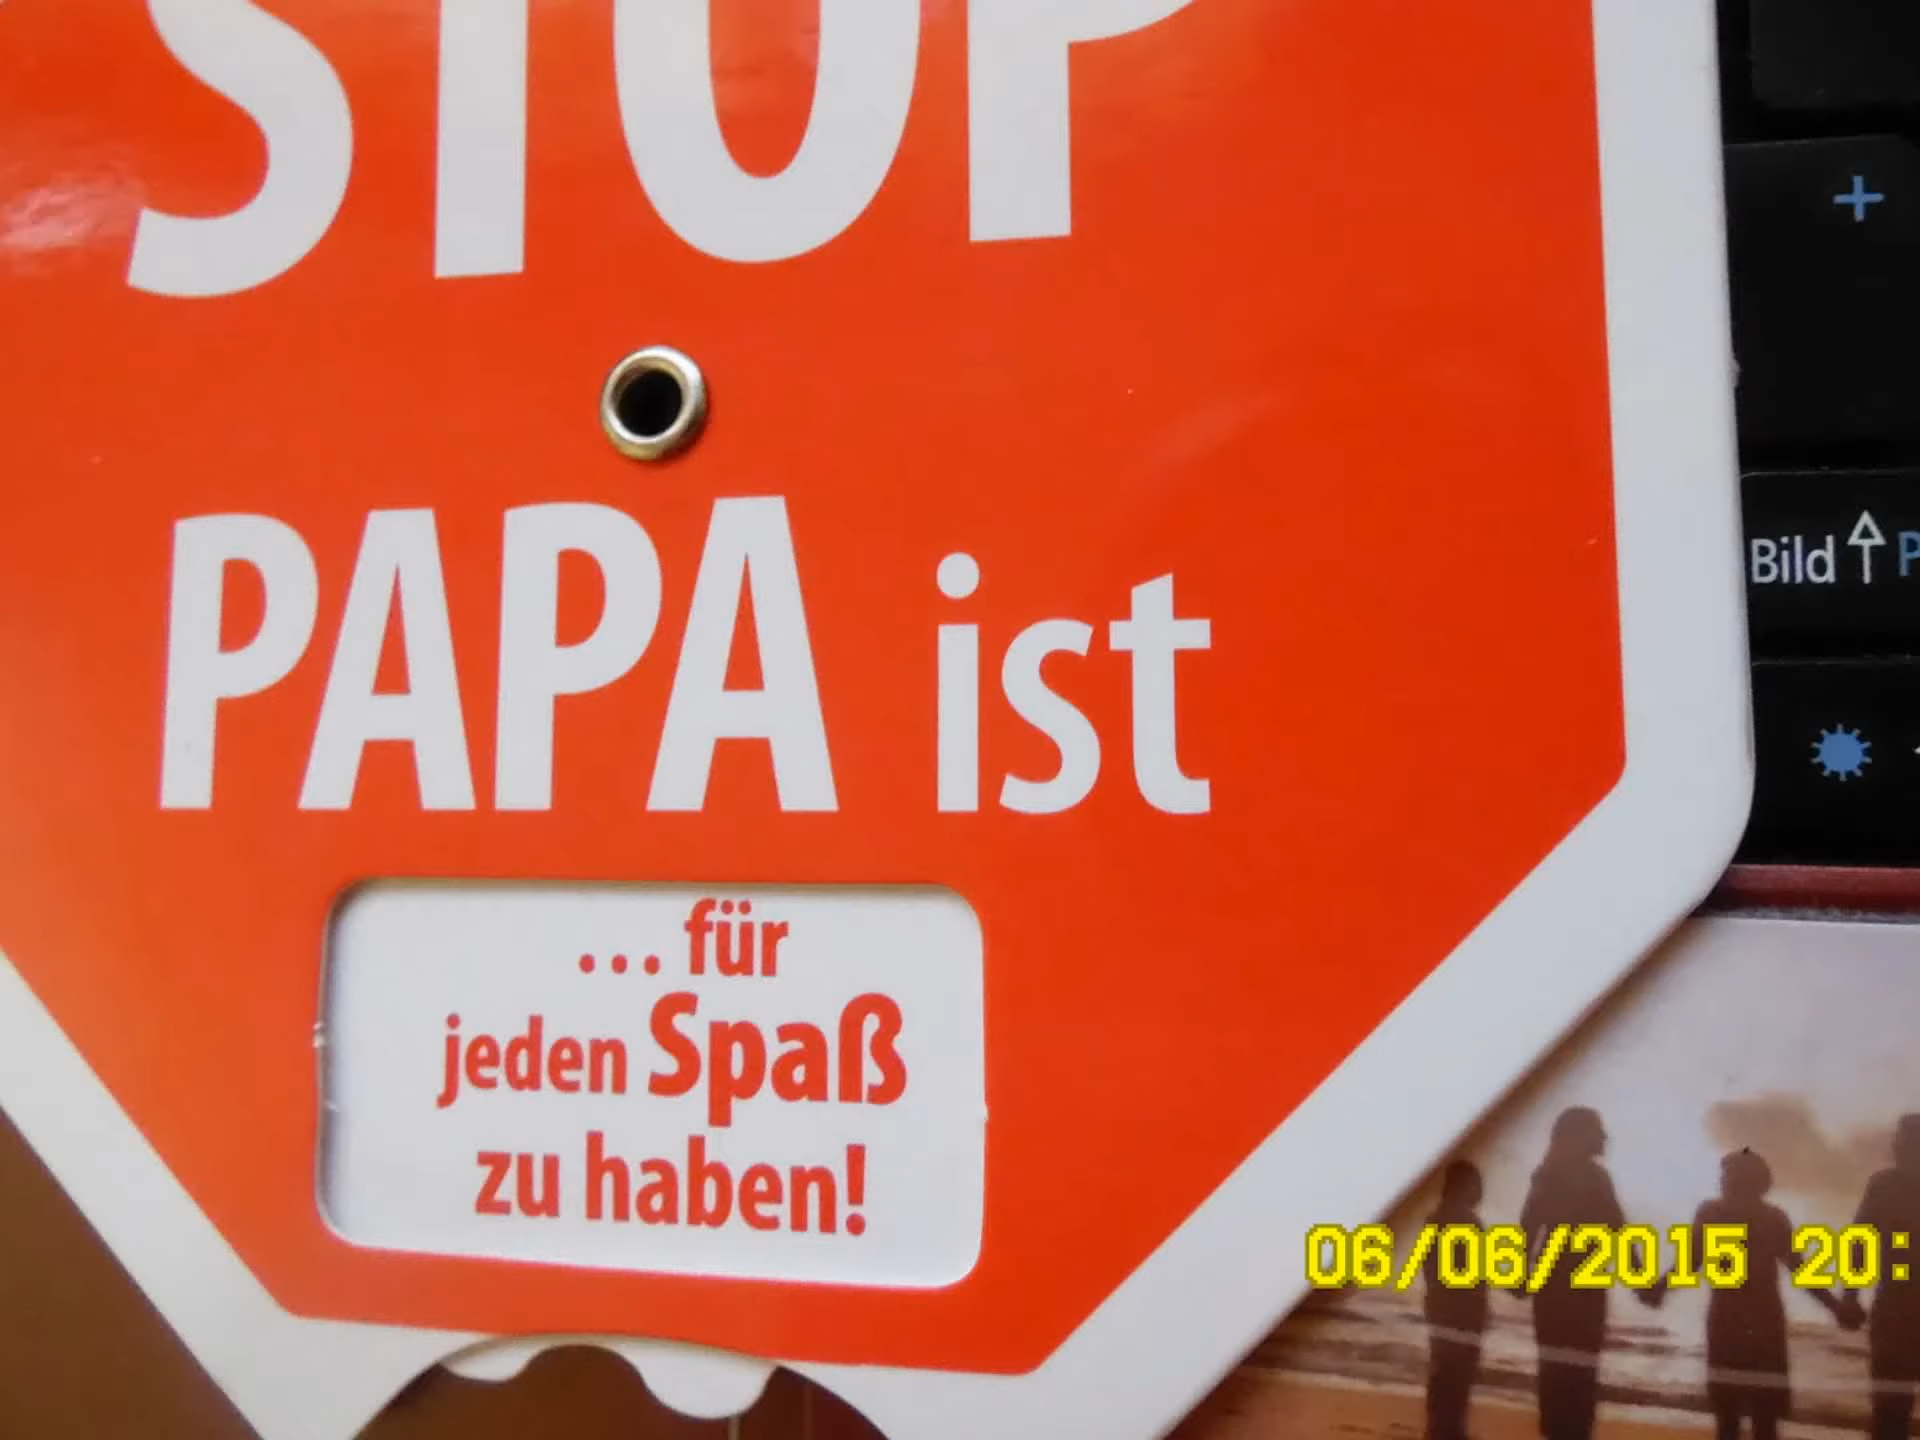 STOP
PAPA ist
... für
jeden Spaß
zu haben!
+
Bild ↑ P
06/06/2015 20: